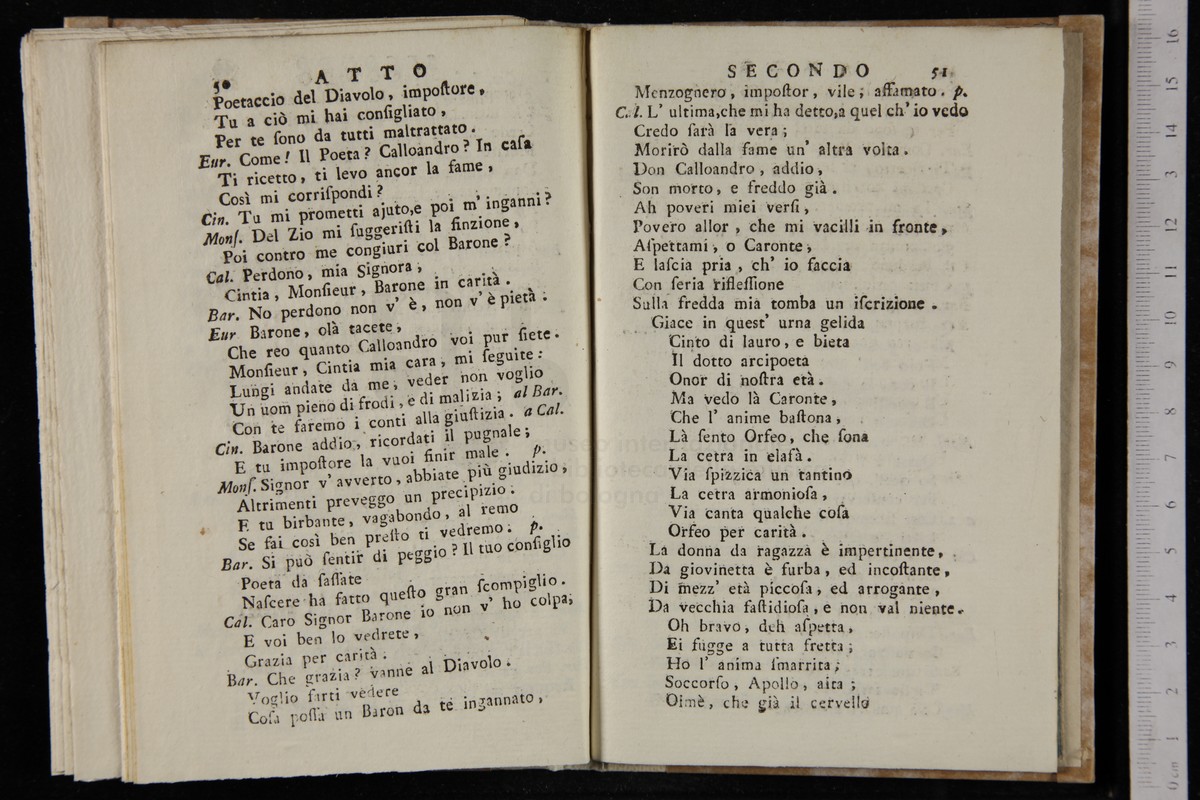 50 ATTO
Poetaccio del Diavolo, impoſtore,
Tu a ciò mi hai conſigliato,
Per te ſono da tutti maltrattato.
Eur. Come! Il Poeta? Calloandro? In caſa
Ti ricetto, ti levo ancor la fame,
Così mi corriſpondi?
Cin. Tu mi prometti ajuto,e poi m' inganni?
Monſ. Del Zio mi ſuggeriſti la finzione,
Poi contro me congiuri col Barone?
Cal. Perdono, mia Signora,
Cintia, Monſieur, Barone in carità.
Bar. No perdono non v' è, non v' è pietà.
Eur Barone, olà tacete,
Che reo quanto Calloandro voi pur ſiete.
Monſieur, Cintia mia cara, mi ſeguite:
Lungi andate da me, veder non voglio
Un uom pieno di frodi, e di malizia; al Bar.
Con te faremo i conti alla giuſtizia. a Cal.
Cin. Barone addio, ricordati il pugnale;
E tu impoſtore la vuoi finir male. p.
Monſ. Signor v' avverto, abbiate più giudizio,
Altrimenti preveggo un precipizio.
E tu birbante, vagabondo, al remo
Se fai così ben preſto ti vedremo. p.
Bar. Si può ſentir di peggio? Il tuo conſiglio
Poeta da ſaſſate
Naſcere ha fatto queſto gran ſcompiglio.
Cal. Caro Signor Barone io non v' ho colpa,
E voi ben lo vedrete,
Grazia per carità.
Bar. Che grazia? vanne al Diavolo.
Voglio farti vedere
Coſa poſſa un Baron da te ingannato,
SECONDO 51
Menzognero, impoſtor, vile, affamato. p.
C.l. L' ultima,che mi ha detto,a quel ch' io vedo
Credo ſarà la vera;
Morirò dalla fame un' altra volta.
Don Calloandro, addio,
Son morto, e freddo già.
Ah poveri miei verſi,
Povero allor, che mi vacilli in fronte,
Aſpettami, o Caronte,
E laſcia pria, ch' io faccia
Con ſeria rifleſſione
Sulla fredda mia tomba un iſcrizione.
Giace in queſt' urna gelida
Cinto di lauro, e bieta
Il dotto arcipoeta
Onor di noſtra età.
Ma vedo là Caronte,
Che l' anime baſtona,
Là ſento Orfeo, che ſona
La cetra in elafà.
Via ſpizzica un tantino
La cetra armonioſa,
Via canta qualche coſa
Orfeo per carità.
La donna da ragazza è impertinente,
Da giovinetta è furba, ed incoſtante,
Di mezz' età piccoſa, ed arrogante,
Da vecchia faſtidioſa, e non val niente.
Oh bravo, deh aſpetta,
Ei fugge a tutta fretta;
Ho l' anima ſmarrita,
Soccorſo, Apollo, aita;
Oimè, che già il cervello